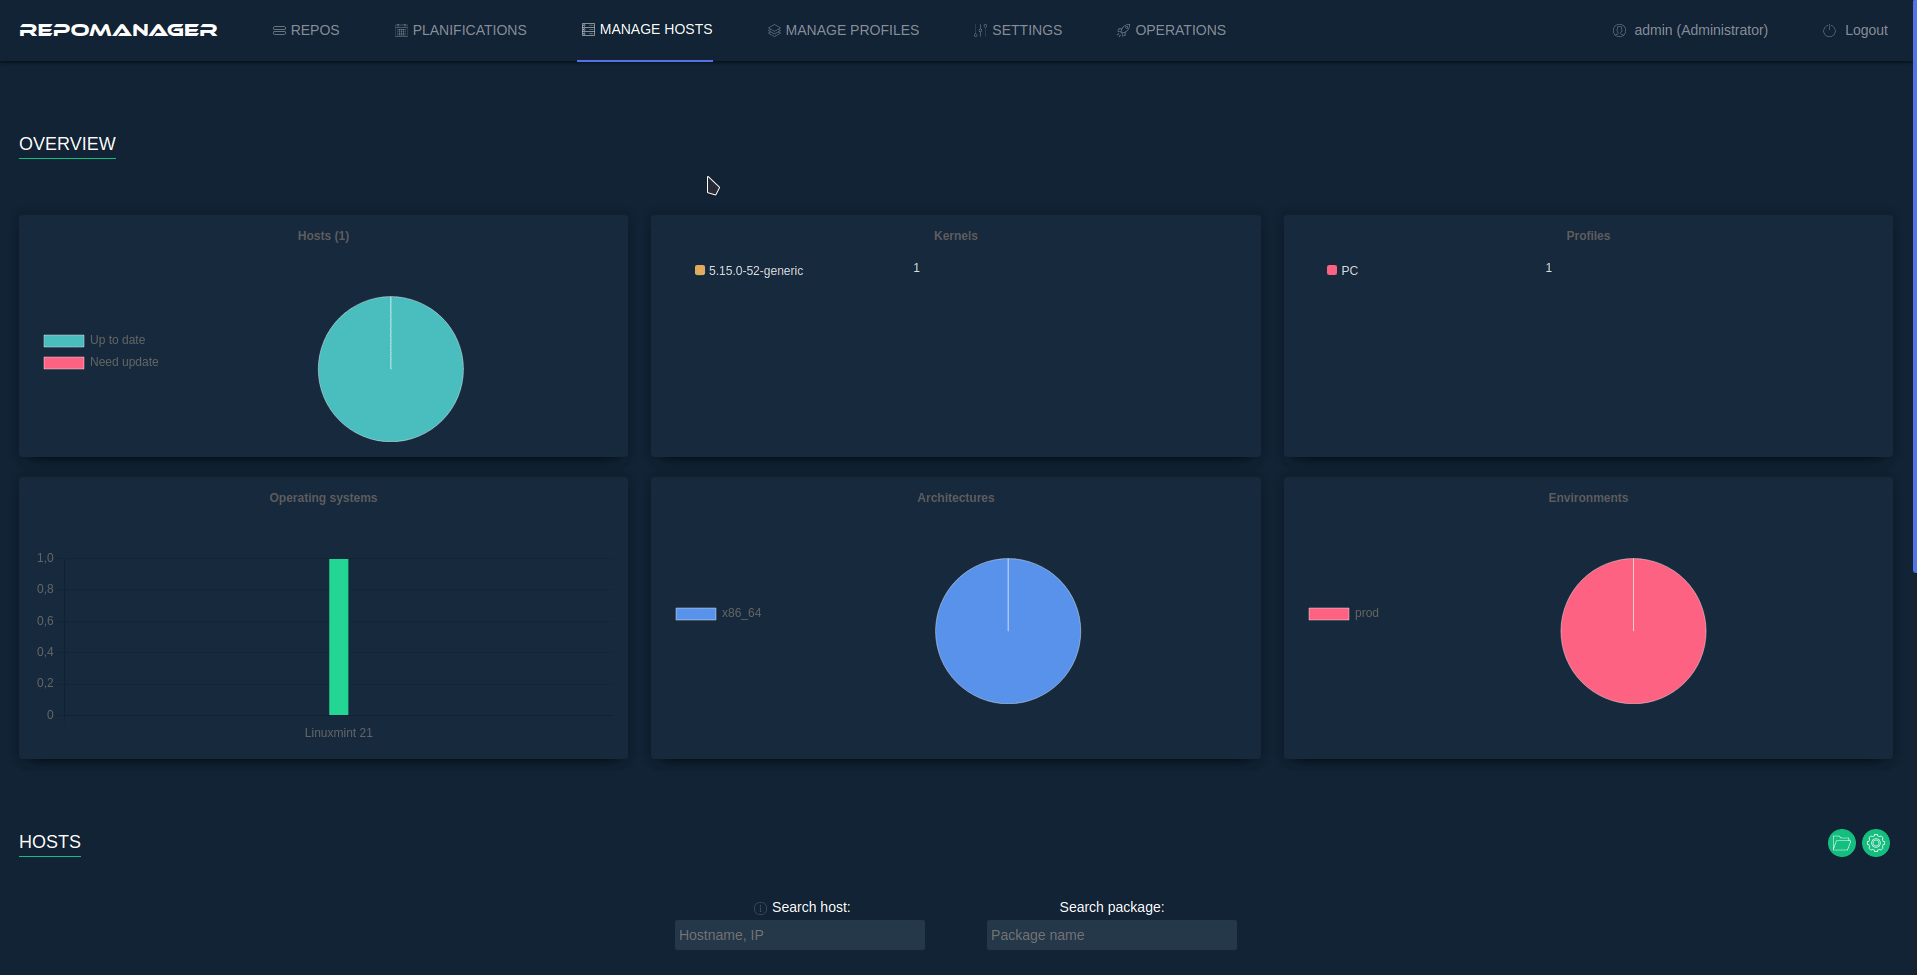 REPOMANAGER
REPOS
PLANIFICATIONS
MANAGE HOSTS
MANAGE PROFILES
SETTINGS
OPERATIONS
admin (Administrator)
Logout
OVERVIEW
Hosts (1)
Up to date
Need update
Kernels
5.15.0-52-generic 1
Profiles
PC 1
Operating systems
1,0
0,8
0,6
0,4
0,2
0
Linuxmint 21
Architectures
x86_64
Environments
prod
HOSTS
Search host:
Hostname, IP
Search package:
Package name